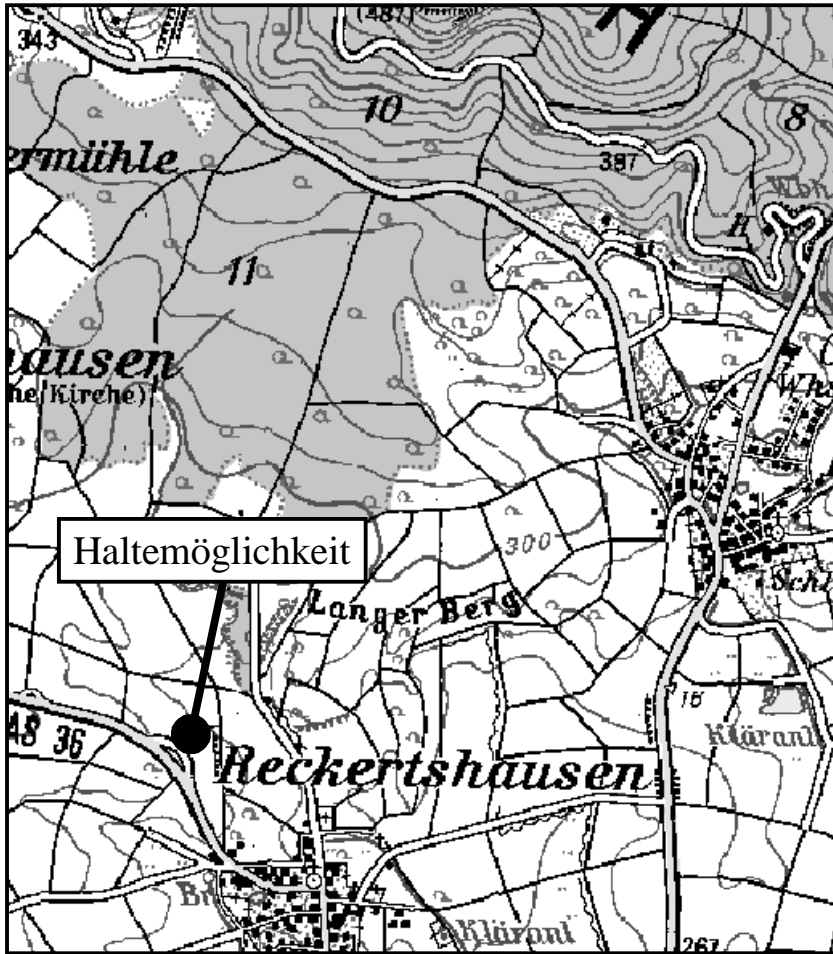 (487)
343
10
8
ermühle
387
11
ausen
he Kirche)
Haltemöglichkeit
300
Langer Berg
AS 36
Reckertshausen
Kläranl
Kläranl
267